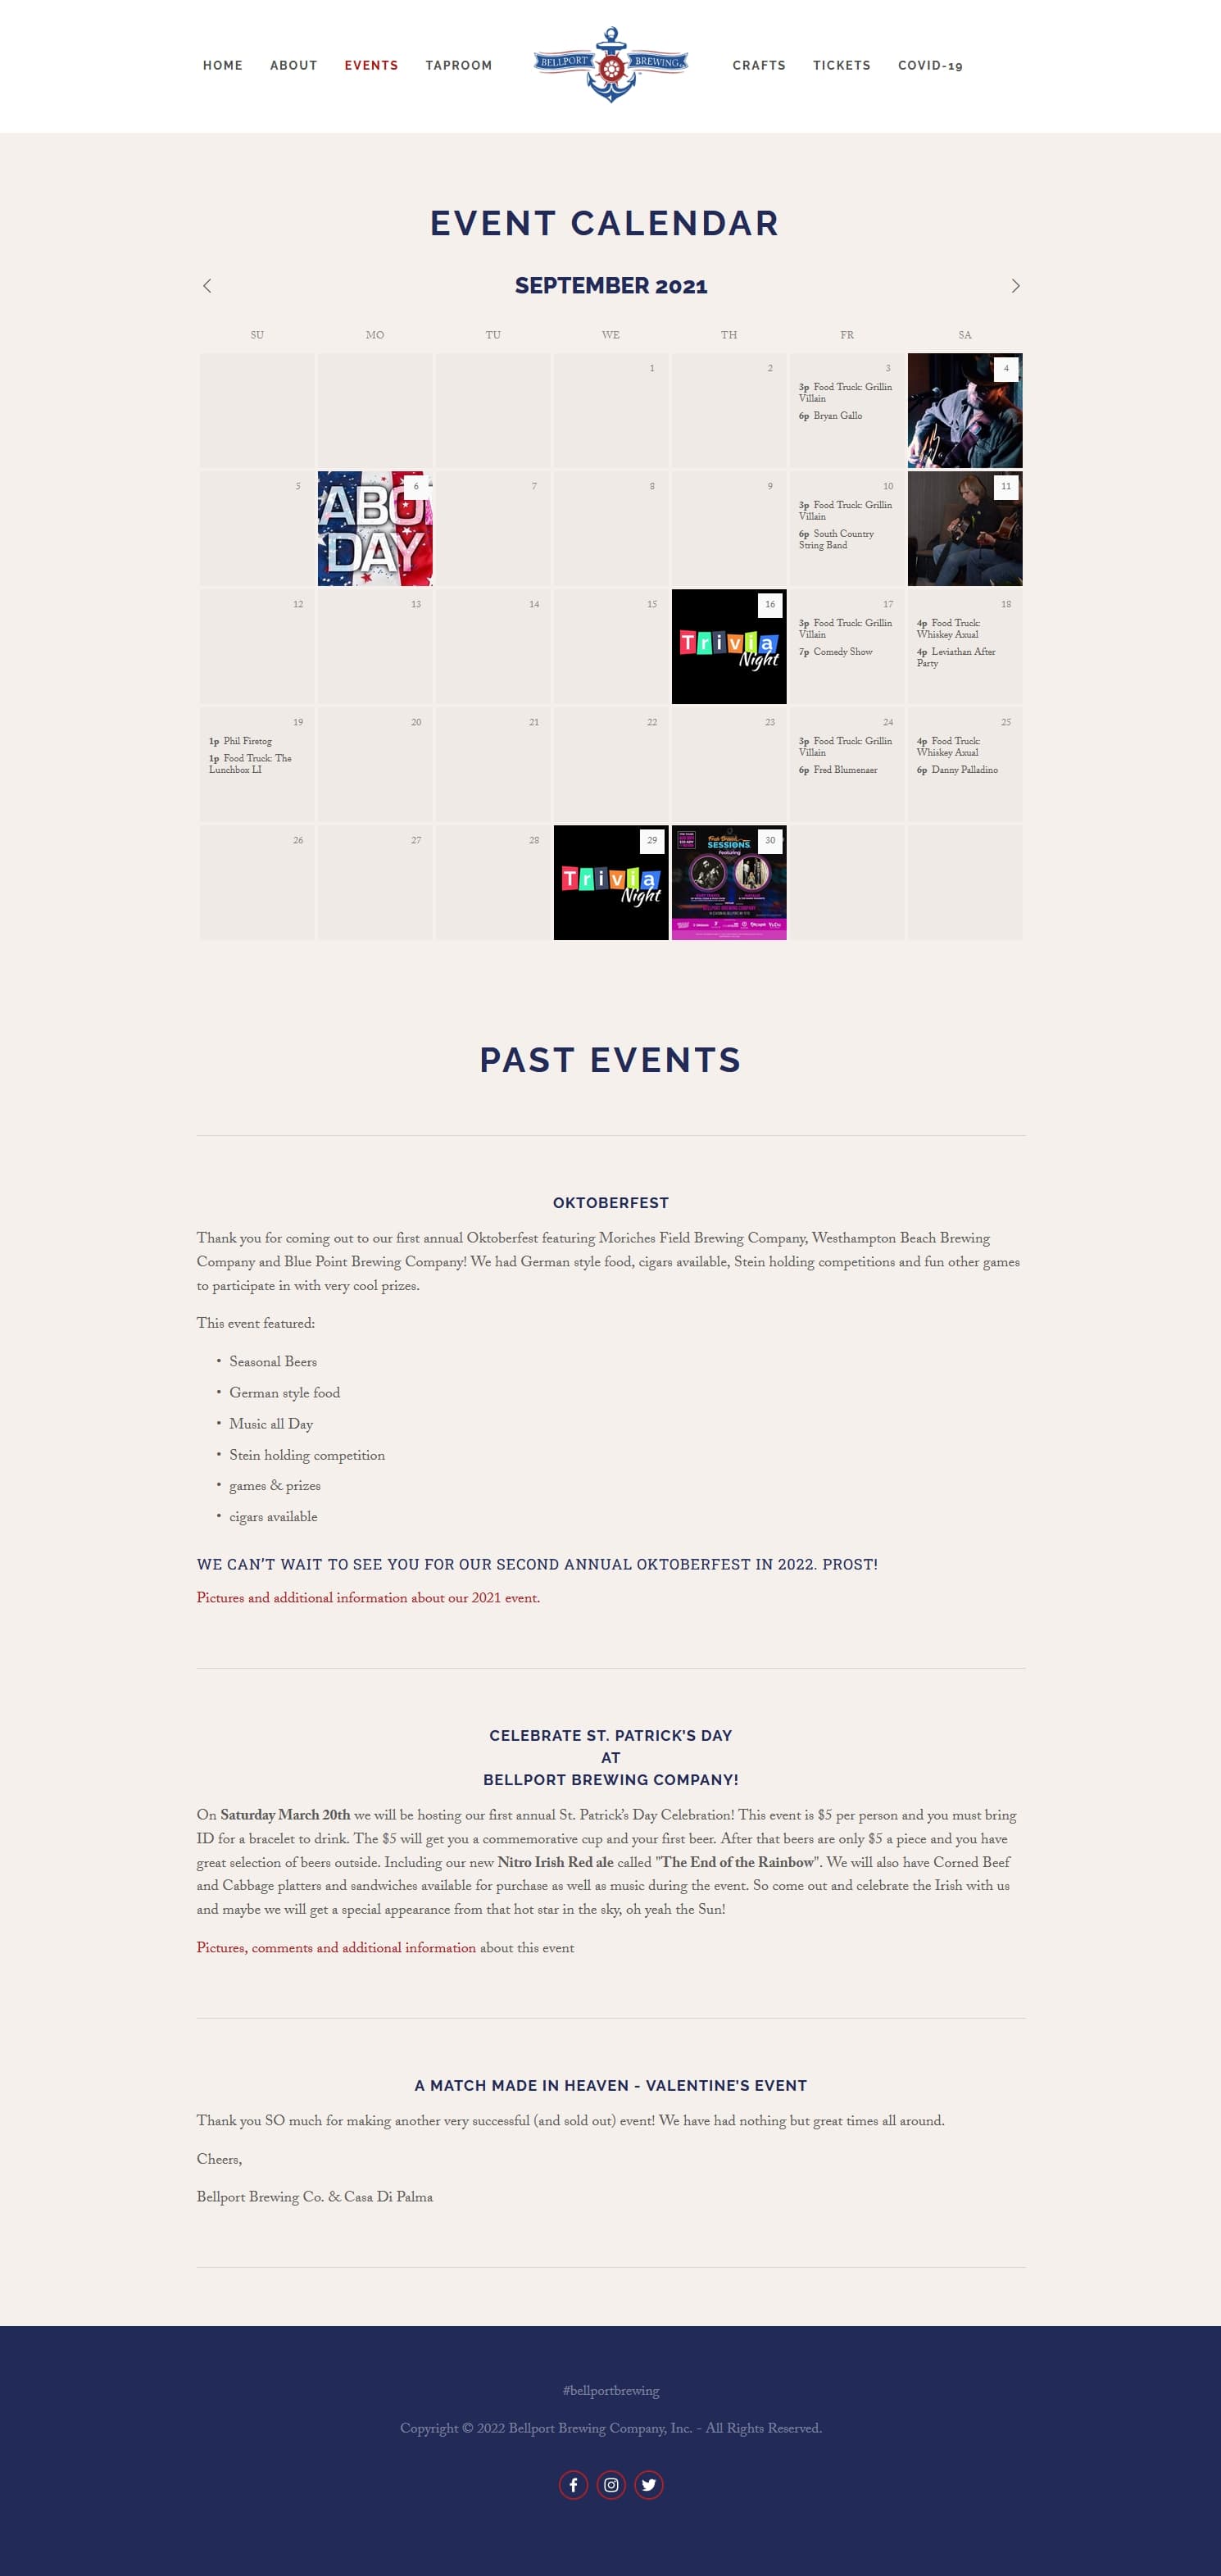 HOME ABOUT EVENTS TAPROOM BELLPORT BREWING CRAFTS TICKETS COVID-19
EVENT CALENDAR
SEPTEMBER 2021
SU MO TU WE TH FR SA
1 2 3 4
3p Food Truck: Grillin
Villain
6p Bryan Gallo
5 6 7 8 9 10 11
ABO
DAY
3p Food Truck: Grillin
Villain
6p South Country
String Band
12 13 14 15 16 17 18
Trivia
Night
3p Food Truck: Grillin
Villain
7p Comedy Show
4p Food Truck:
Whiskey Axual
4p Leviathan After
Party
19 20 21 22 23 24 25
1p Phil Firetog
1p Food Truck: The
Lunchbox LI
3p Food Truck: Grillin
Villain
6p Fred Blumenaer
4p Food Truck:
Whiskey Axual
6p Danny Palladino
26 27 28 29 30
Trivia
Night
SESSIONS
featuring
PAST EVENTS
OKTOBERFEST
Thank you for coming out to our first annual Oktoberfest featuring Moriches Field Brewing Company, Westhampton Beach Brewing
Company and Blue Point Brewing Company! We had German style food, cigars available, Stein holding competitions and fun other games
to participate in with very cool prizes.
This event featured:
• Seasonal Beers
• German style food
• Music all Day
• Stein holding competition
• games & prizes
• cigars available
WE CAN'T WAIT TO SEE YOU FOR OUR SECOND ANNUAL OKTOBERFEST IN 2022. PROST!
Pictures and additional information about our 2021 event.
CELEBRATE ST. PATRICK'S DAY
AT
BELLPORT BREWING COMPANY!
On Saturday March 20th we will be hosting our first annual St. Patrick's Day Celebration! This event is $5 per person and you must bring
ID for a bracelet to drink. The $5 will get you a commemorative cup and your first beer. After that beers are only $5 a piece and you have
great selection of beers outside. Including our new Nitro Irish Red ale called "The End of the Rainbow". We will also have Corned Beef
and Cabbage platters and sandwiches available for purchase as well as music during the event. So come out and celebrate the Irish with us
and maybe we will get a special appearance from that hot star in the sky, oh yeah the Sun!
Pictures, comments and additional information about this event
A MATCH MADE IN HEAVEN - VALENTINE'S EVENT
Thank you SO much for making another very successful (and sold out) event! We have had nothing but great times all around.
Cheers,
Bellport Brewing Co. & Casa Di Palma
#bellportbrewing
Copyright © 2022 Bellport Brewing Company, Inc. - All Rights Reserved.